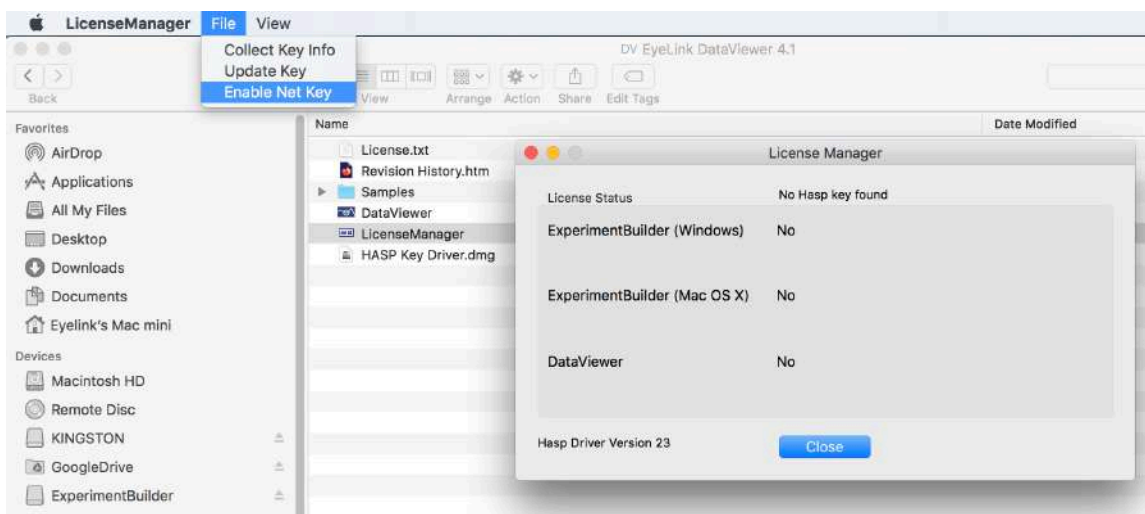 LicenseManager File View
Collect Key Info
Update Key
Enable Net Key
DV EyeLink DataViewer 4.1
Back View Arrange Action Share Edit Tags
Favorites
AirDrop
Applications
All My Files
Desktop
Downloads
Documents
Eyelink's Mac mini
Devices
Macintosh HD
Remote Disc
KINGSTON
GoogleDrive
ExperimentBuilder
Name Date Modified
License.txt
Revision History.htm
Samples
DataViewer
LicenseManager
HASP Key Driver.dmg
License Manager
License Status No Hasp key found
ExperimentBuilder (Windows) No
ExperimentBuilder (Mac OS X) No
DataViewer No
Hasp Driver Version 23
Close